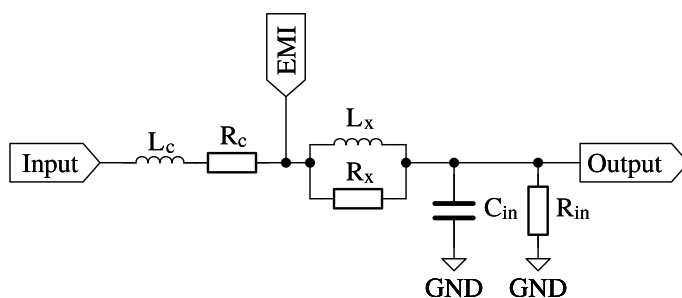 EMI
Input
Lc
Rc
Lx
Rx
Cin
Rin
Output
GND
GND